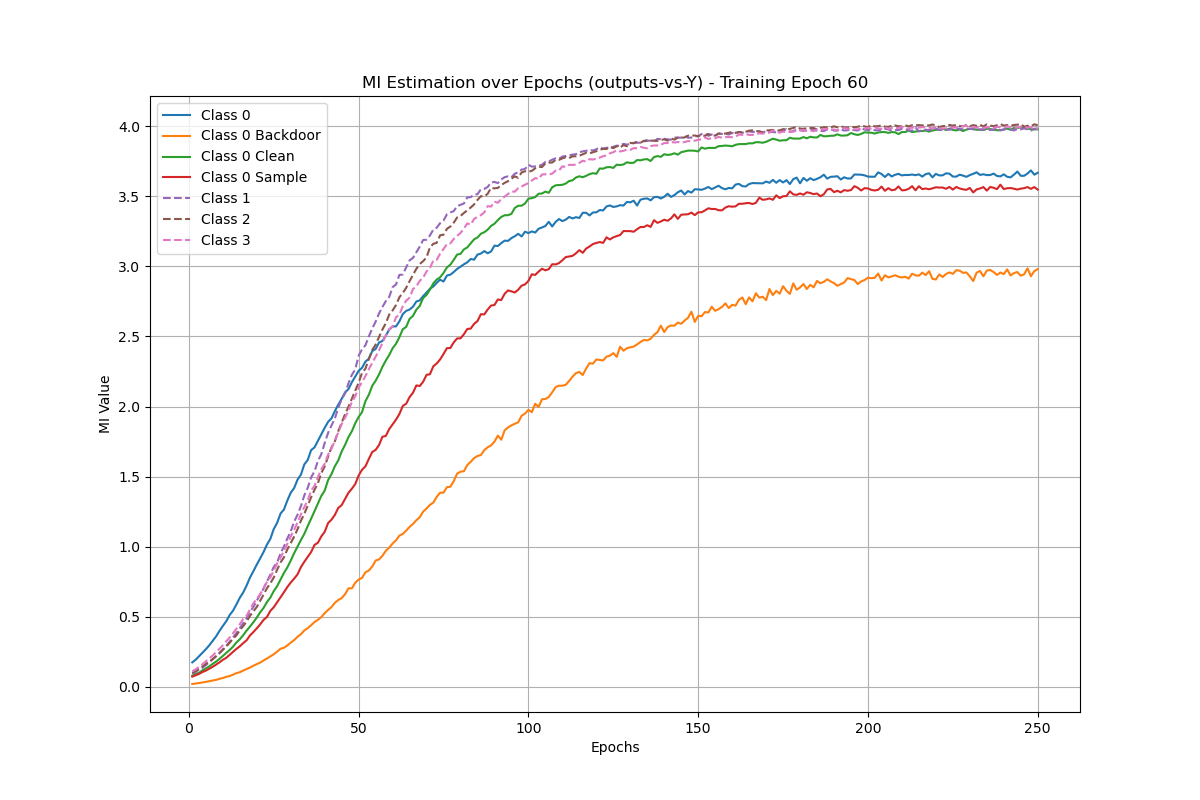 MI Estimation over Epochs (outputs-vs-Y) - Training Epoch 60
Class 0
Class 0 Backdoor
Class 0 Clean
Class 0 Sample
Class 1
Class 2
Class 3
MI Value
4.0
3.5
3.0
2.5
2.0
1.5
1.0
0.5
0.0
0 50 100 150 200 250
Epochs